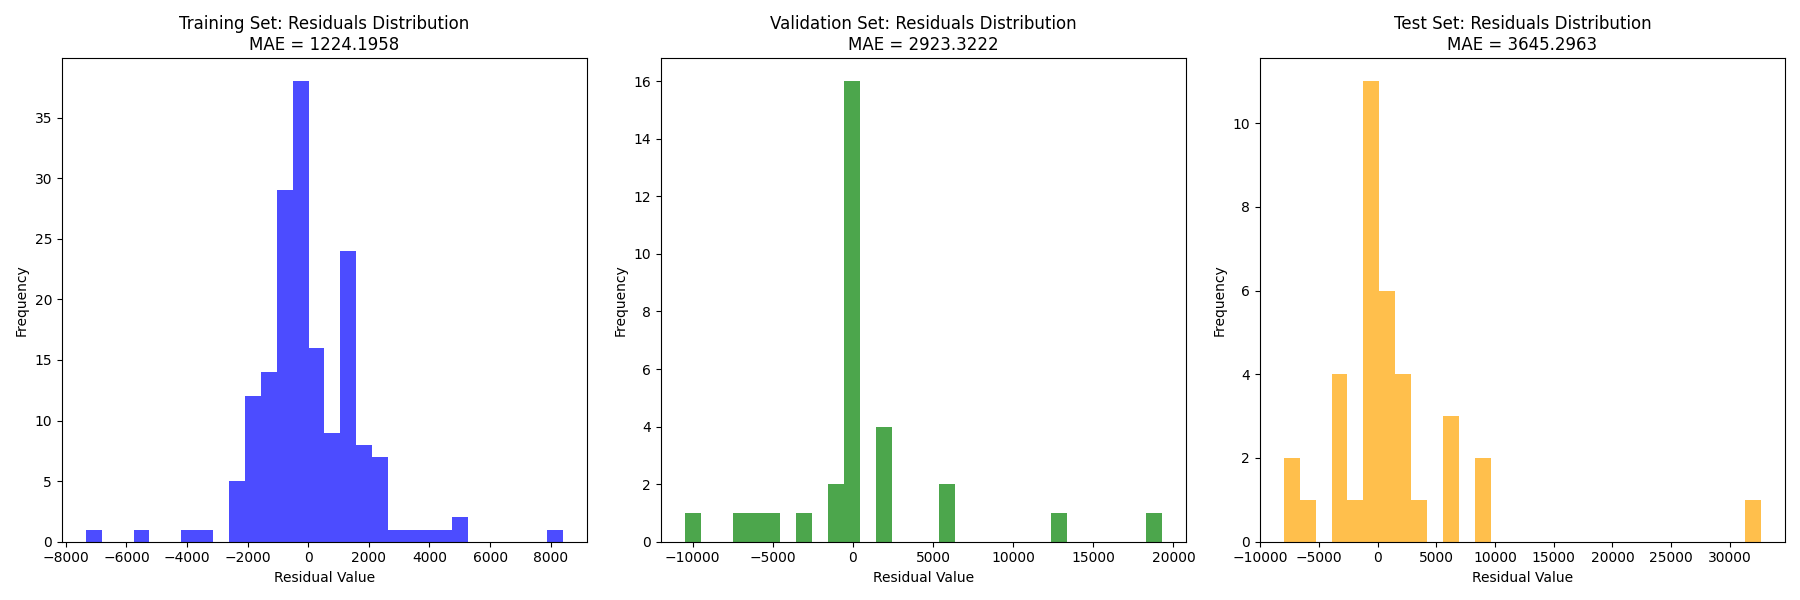 Training Set: Residuals Distribution
MAE = 1224.1958
35
30
25
20
15
10
5
0
Frequency
−8000 −6000 −4000 −2000 0 2000 4000 6000 8000
Residual Value
Validation Set: Residuals Distribution
MAE = 2923.3222
16
14
12
10
8
6
4
2
0
Frequency
−10000 −5000 0 5000 10000 15000 20000
Residual Value
Test Set: Residuals Distribution
MAE = 3645.2963
10
8
6
4
2
0
Frequency
−10000 −5000 0 5000 10000 15000 20000 25000 30000
Residual Value